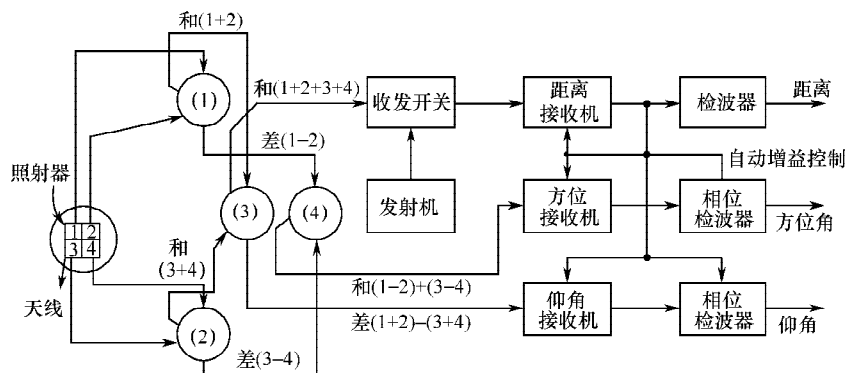 和(1+2)
(1)
和(1+2+3+4)
收发开关
距离
接收机
检波器
距离
差(1−2)
自动增益控制
照射器
1 2
3 4
天线
(3)
(4)
发射机
方位
接收机
相位
检波器
方位角
和
(3+4)
和(1−2)+(3−4)
差(1+2)−(3+4)
仰角
接收机
相位
检波器
仰角
(2)
差(3−4)